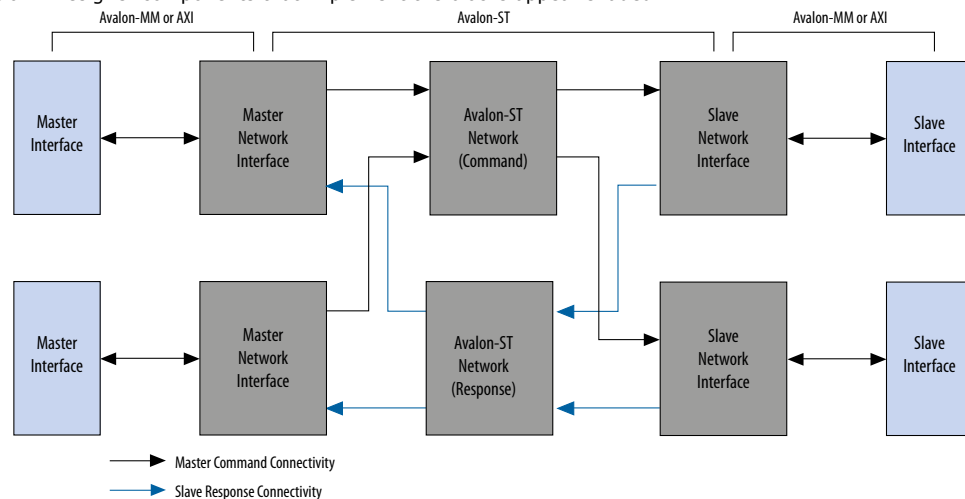 Avalon-MM or AXI
Avalon-ST
Avalon-MM or AXI
Master
Interface
Master
Network
Interface
Avalon-ST
Network
(Command)
Slave
Network
Interface
Slave
Interface
Master
Interface
Master
Network
Interface
Avalon-ST
Network
(Response)
Slave
Network
Interface
Slave
Interface
Master Command Connectivity
Slave Response Connectivity